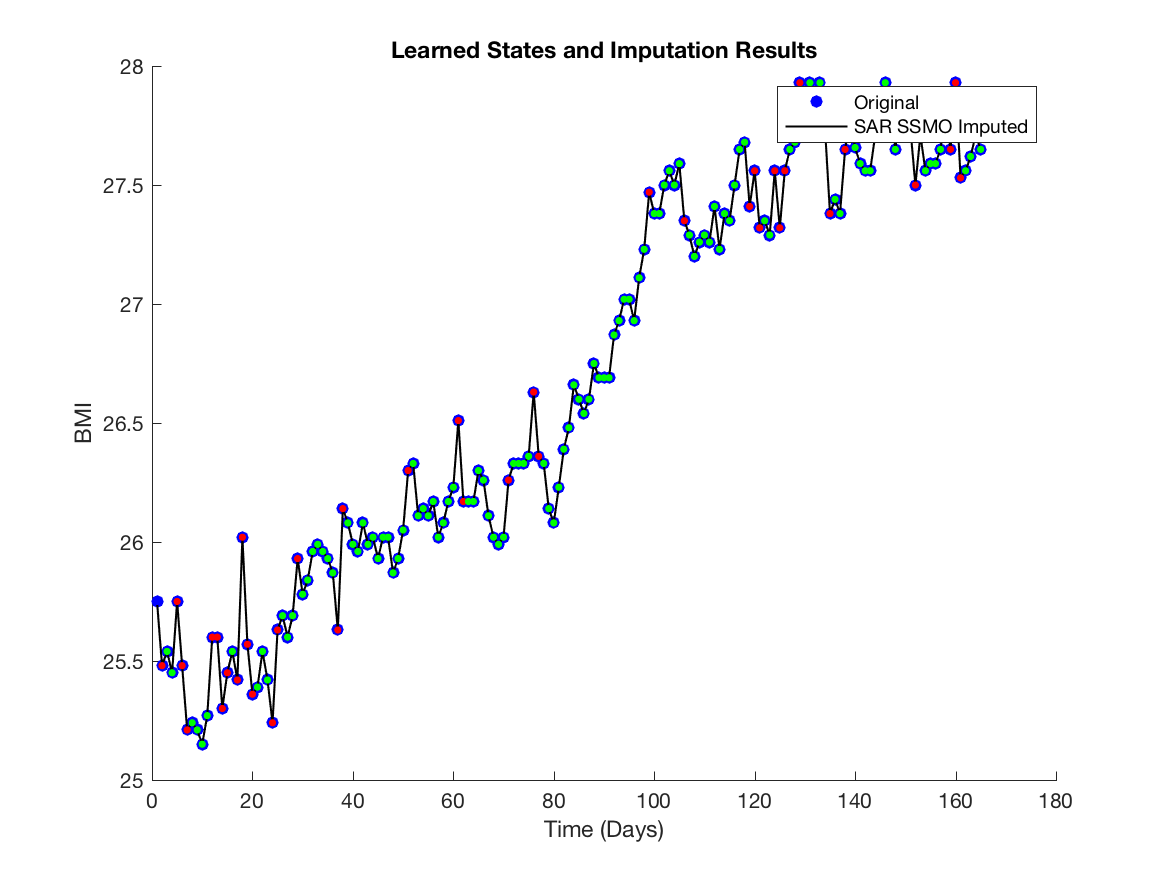 Learned States and Imputation Results
28
Original
SAR SSMO Imputed
27.5
27
26.5
BMI
26
25.5
25
0 20 40 60 80 100 120 140 160 180
Time (Days)